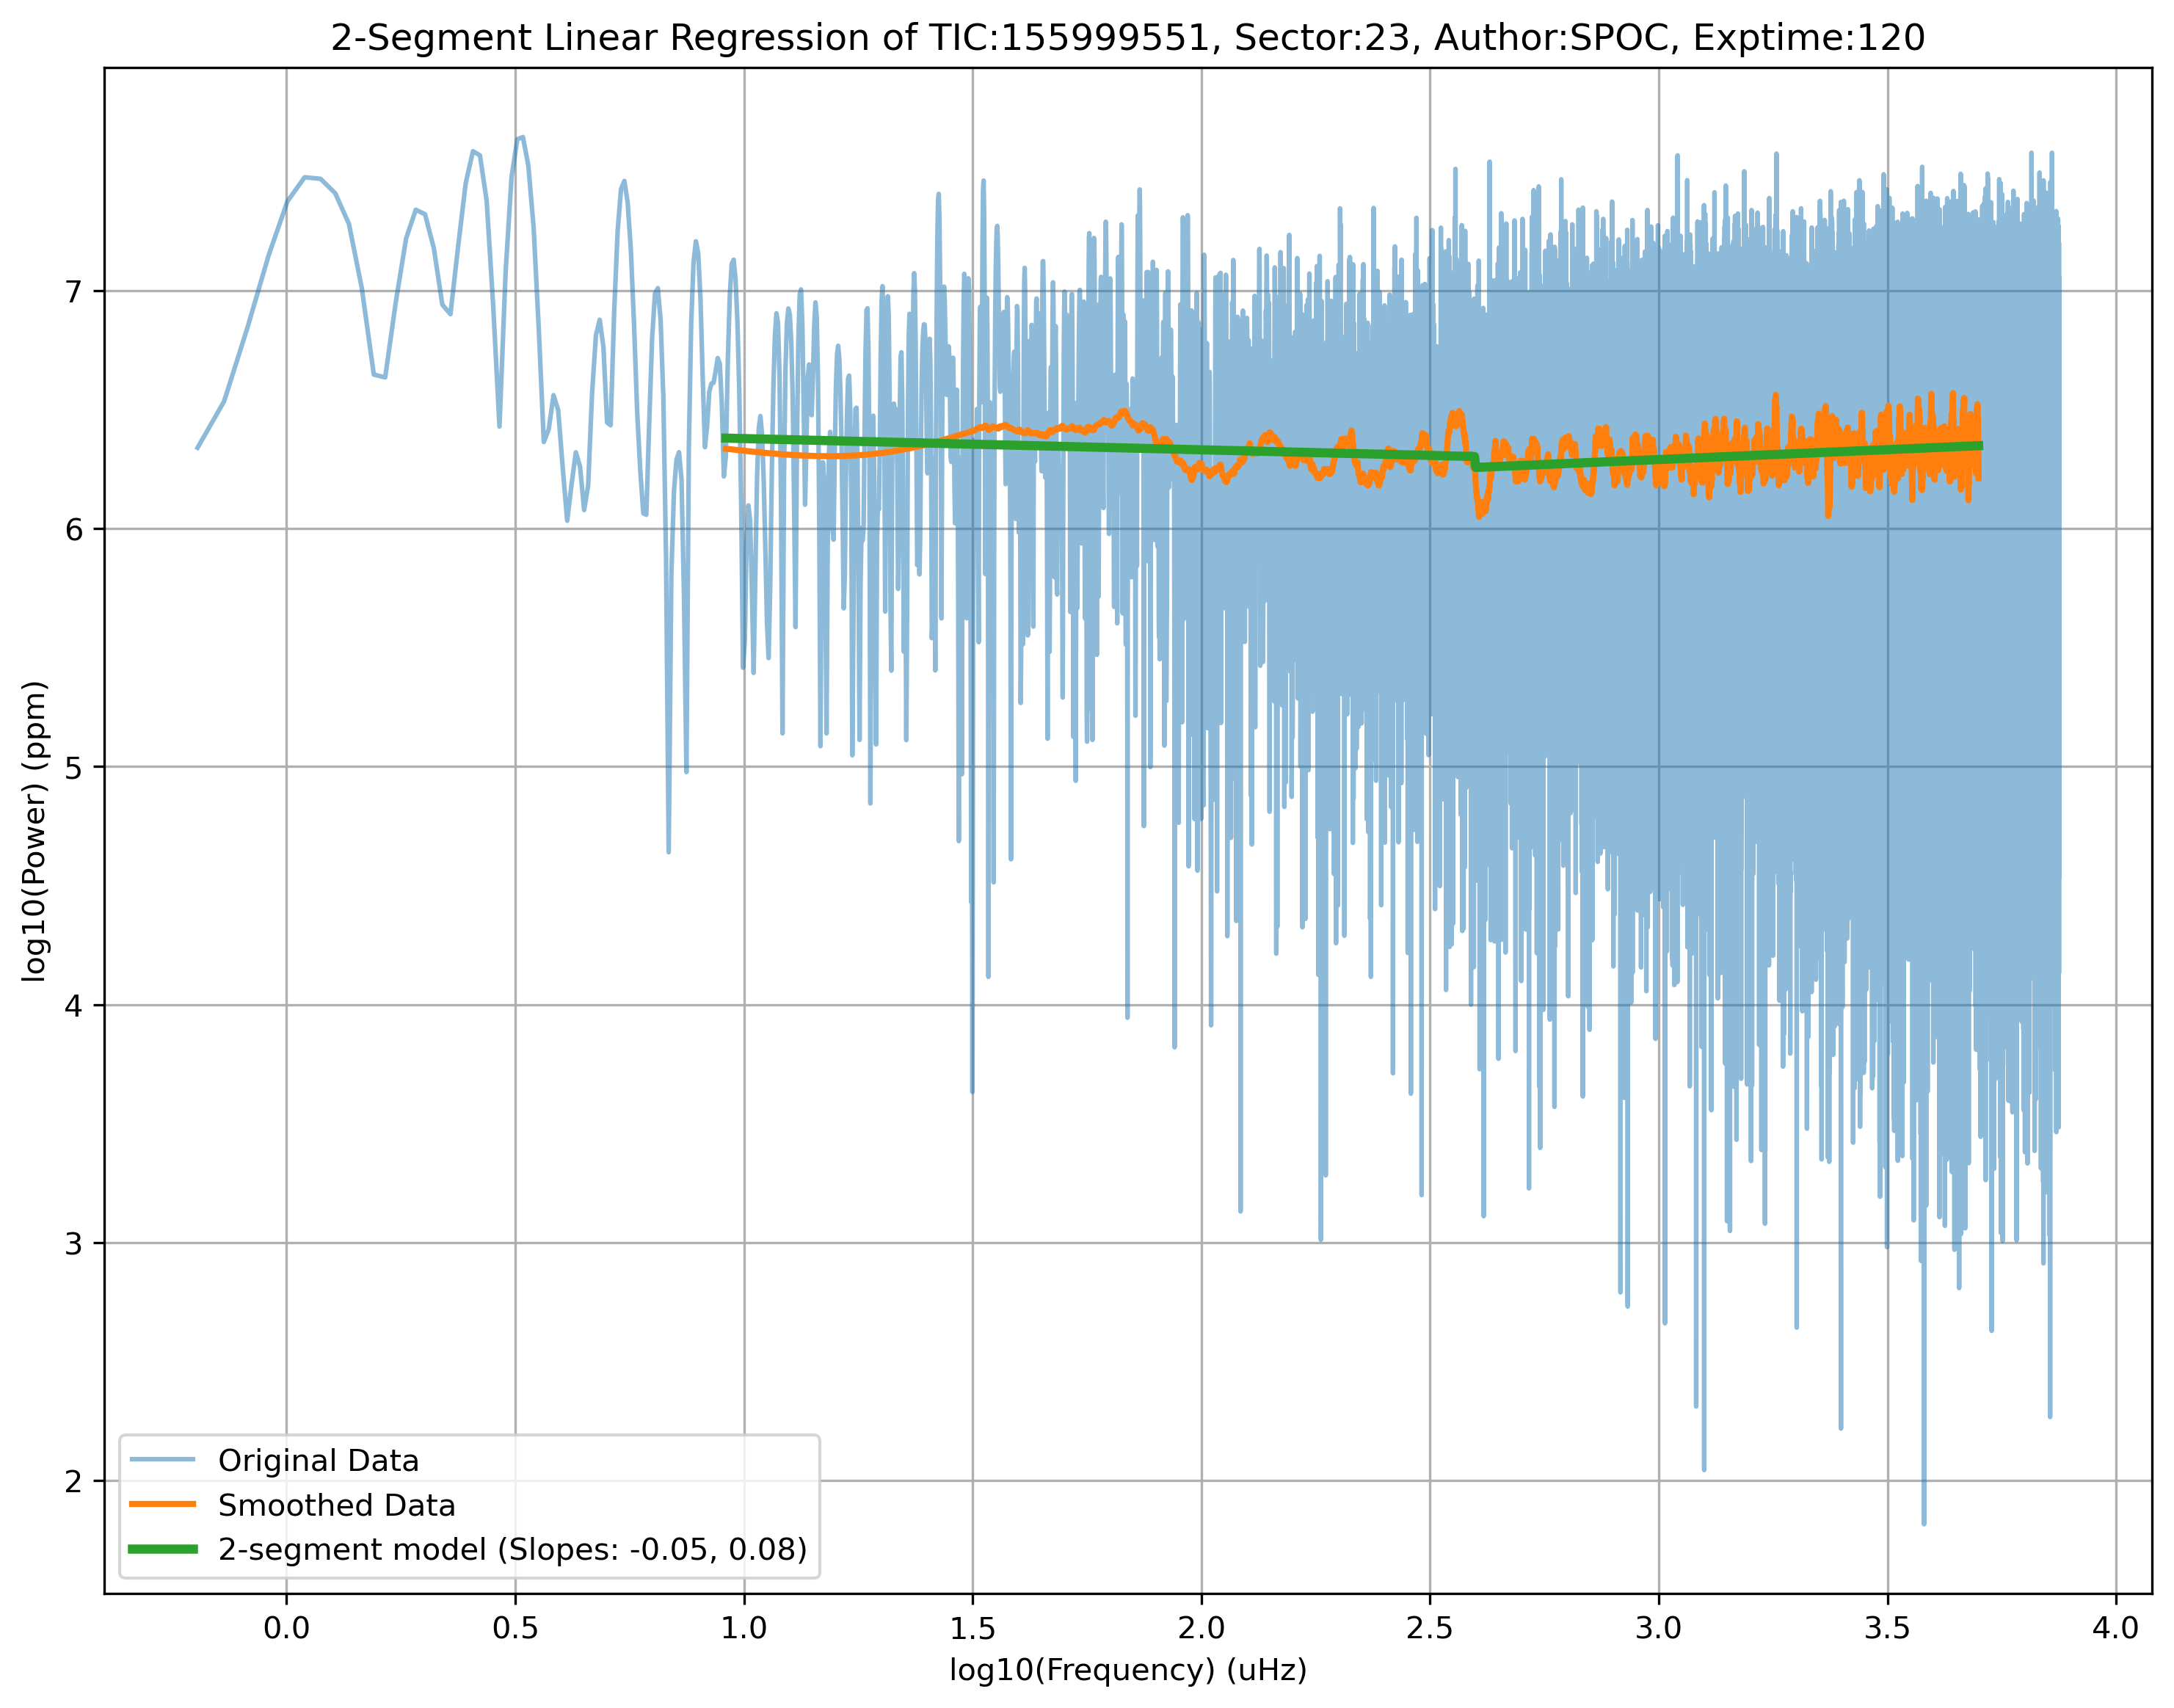 2-Segment Linear Regression of TIC:155999551, Sector:23, Author:SPOC, Exptime:120
log10(Power) (ppm)
7
6
5
4
3
2
Original Data
Smoothed Data
2-segment model (Slopes: -0.05, 0.08)
0.0 0.5 1.0 1.5 2.0 2.5 3.0 3.5 4.0
log10(Frequency) (uHz)